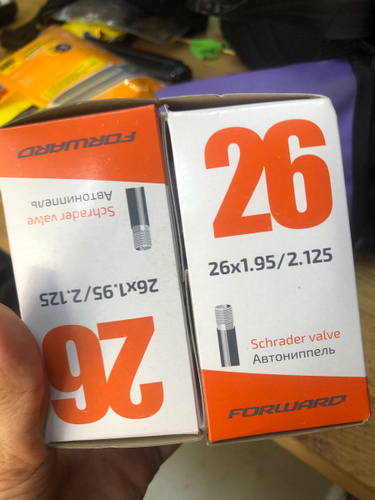 FORWARD
Schrader valve
Автониппель
26x1.95/2.125
26
26
26x1.95/2.125
Schrader valve
Автониппель
FORWARD